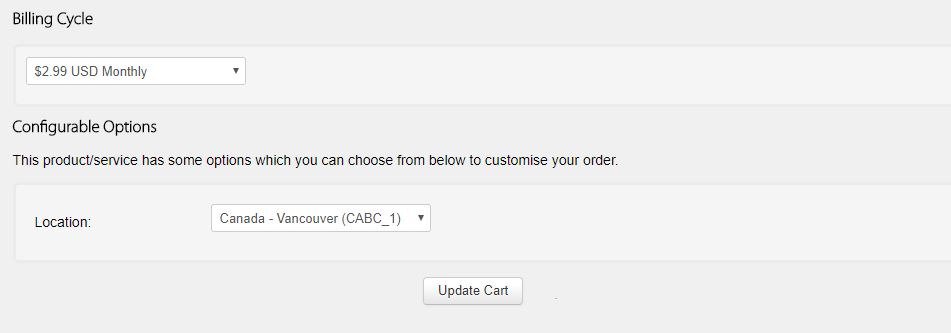 Billing Cycle
$2.99 USD Monthly
Configurable Options
This product/service has some options which you can choose from below to customise your order.
Location:
Canada - Vancouver (CABC_1)
Update Cart